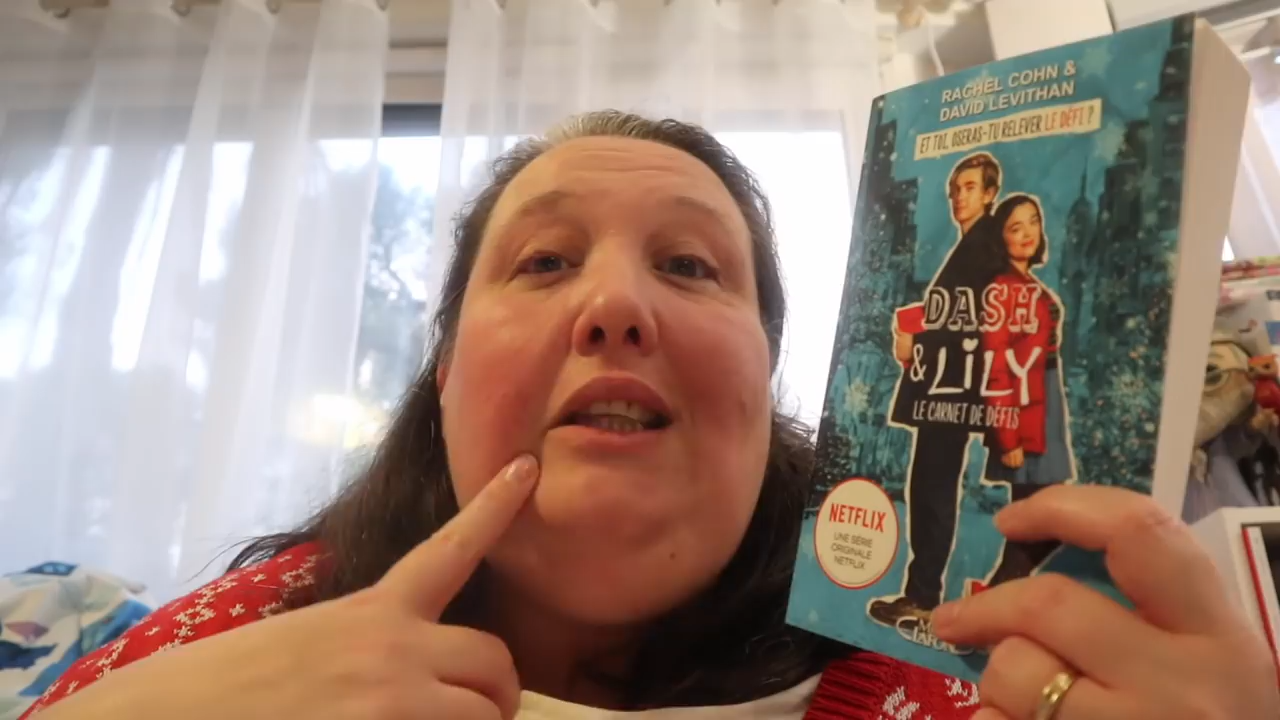 RACHEL COHN &
DAVID LEVITHAN
ET TOI, OSERAS-TU RELEVER LE DÉFI ?
DASH
& LILY
LE CARNET DE DÉFIS
NETFLIX
UNE SÉRIE
ORIGINALE
NETFLIX